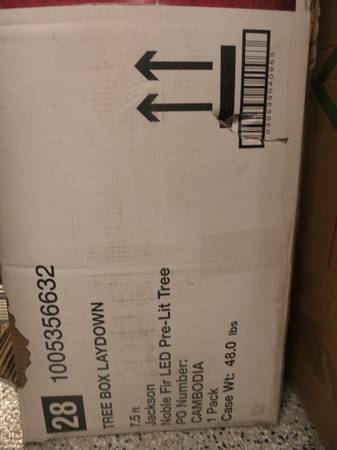 28 1005356632
TREE BOX LAYDOWN
7.5 ft
Jackson
Noble Fir LED Pre-Lit Tree
PO Number:
CAMBODIA
1 Pack
Case Wt: 48.0 lbs